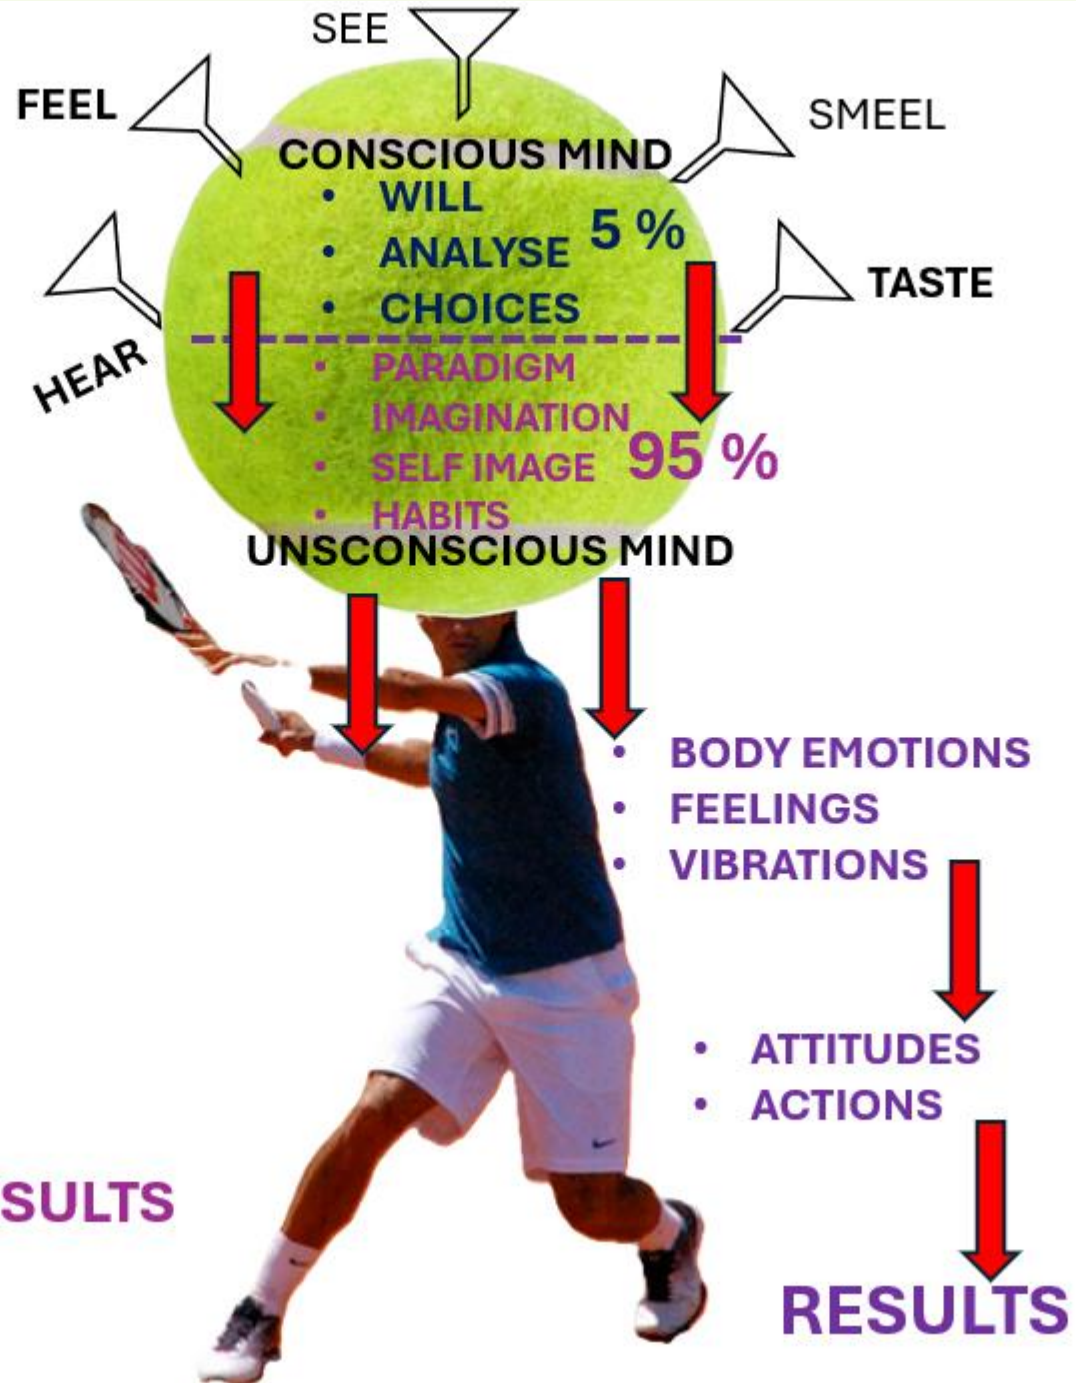 SEE
FEEL
SMEEL
CONSCIOUS MIND
• WILL
5 %
• ANALYSE
TASTE
• CHOICES
HEAR
• PARADIGM
• IMAGINATION
95 %
• SELF IMAGE
• HABITS
UNSCONSCIOUS MIND
• BODY EMOTIONS
• FEELINGS
• VIBRATIONS
• ATTITUDES
• ACTIONS
SULTS
RESULTS